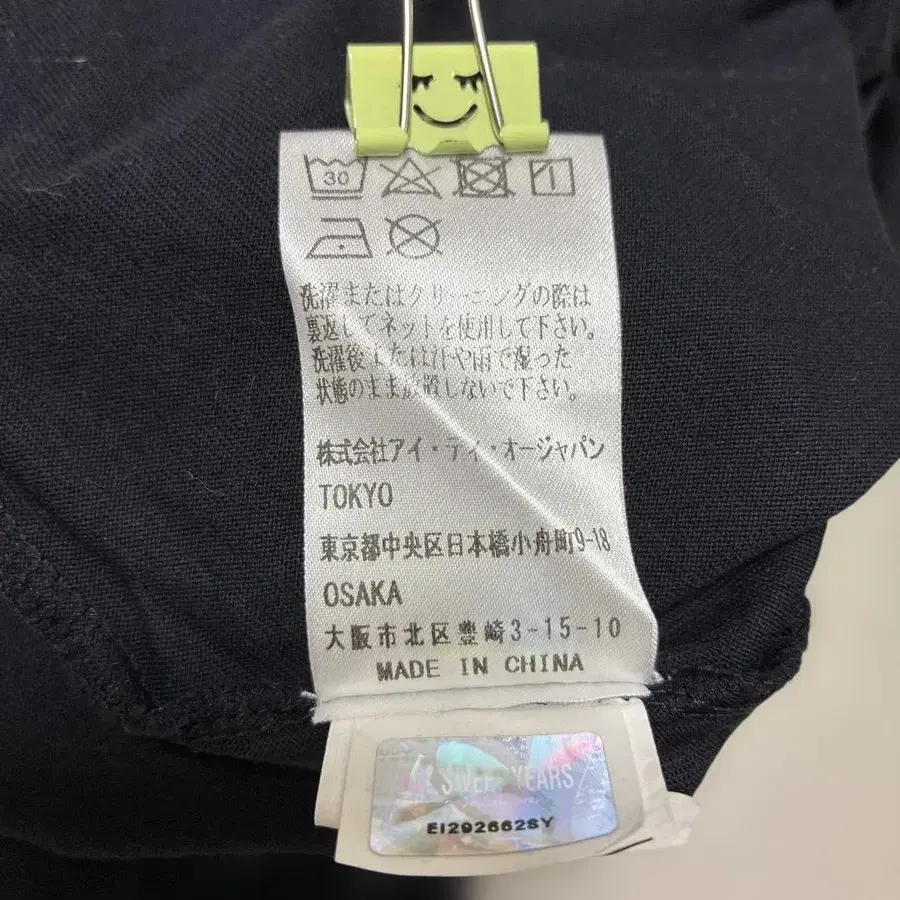 30
洗濯またはクリーニングの際は
裏返してネットを使用して下さい。
洗濯後または汗や雨で湿った
状態のまま放置しないで下さい。
株式会社アイ・ティ・オージャパン
TOKYO
東京都中央区日本橋小舟町9-18
OSAKA
大阪市北区豊崎3-15-10
MADE IN CHINA
SWEET YEARS
EI2926628Y